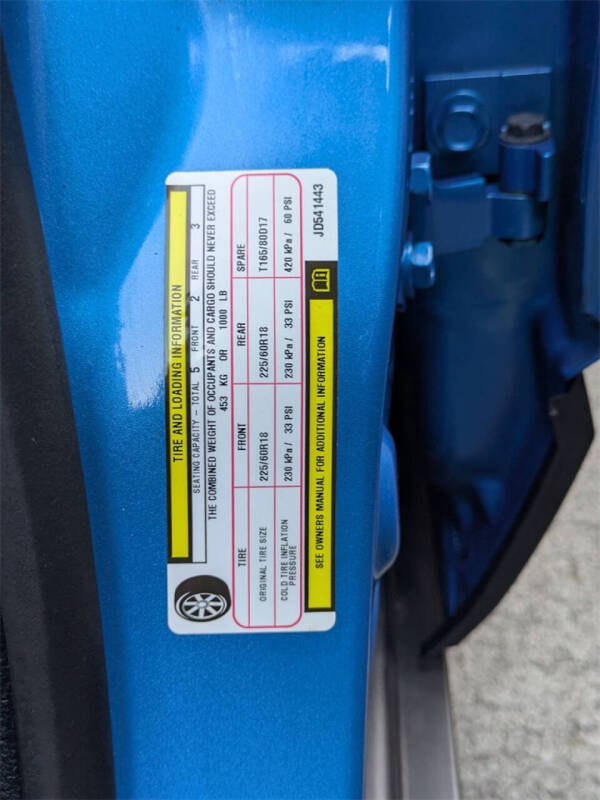 TIRE AND LOADING INFORMATION
SEATING CAPACITY - TOTAL 5 FRONT 2 REAR 3
THE COMBINED WEIGHT OF OCCUPANTS AND CARGO SHOULD NEVER EXCEED
453 KG OR 1000 LB
TIRE FRONT REAR SPARE
ORIGINAL TIRE SIZE 225/60R18 225/60R18 T165/80D17
COLD TIRE INFLATION PRESSURE 230 kPa / 33 PSI 230 kPa / 33 PSI 420 kPa / 60 PSI
SEE OWNERS MANUAL FOR ADDITIONAL INFORMATION
JD541443